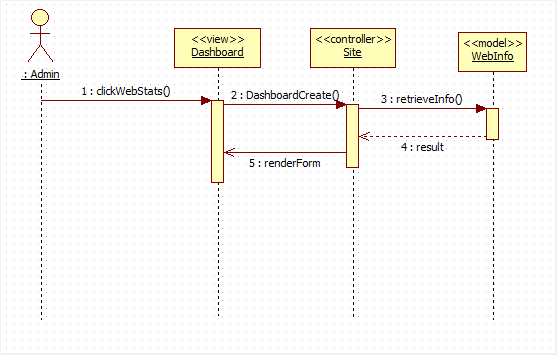 <<view>>
Dashboard
<<controller>>
Site
<<model>>
WebInfo
: Admin
1 : clickWebStats()
2 : DashboardCreate()
3 : retrieveInfo()
4 : result
5 : renderForm